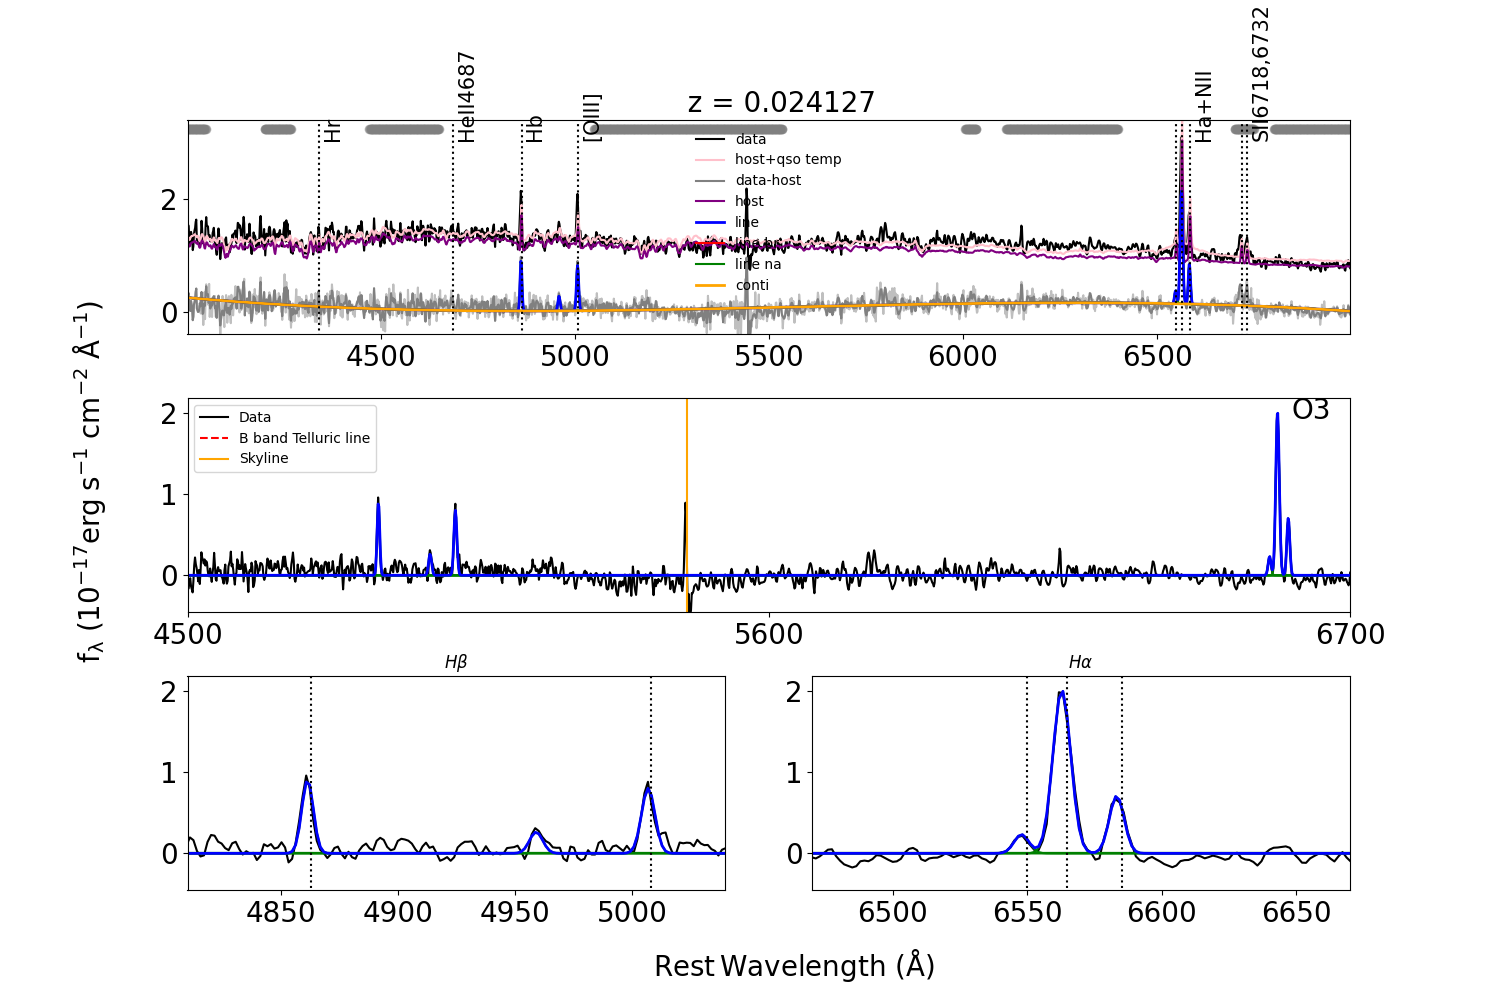 z = 0.024127
Hr
HeII4687
Hb
[OIII]
Ha+NII
SII6718,6732
data
host+qso temp
data-host
host
line
line br
line na
conti
2
0
4500 5000 5500 6000 6500
fλ (10⁻¹⁷erg s⁻¹ cm⁻² Å⁻¹)
O3
Data
B band Telluric line
Skyline
2
1
0
4500 5600 6700
Hβ
2
1
0
4850 4900 4950 5000
Hα
2
1
0
6500 6550 6600 6650
Rest Wavelength (Å)